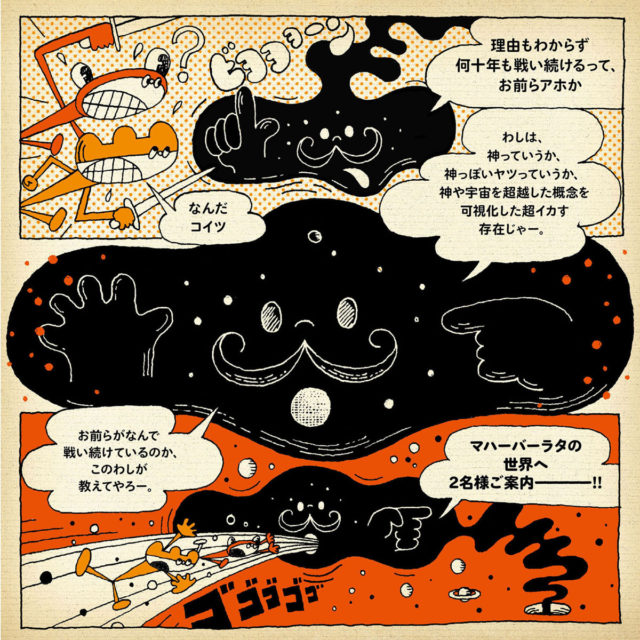 理由もわからず
何十年も戦い続けるって、
お前らアホか
ビヨヨヨーン
?
わしは、
神っていうか、
神っぽいヤツっていうか、
神や宇宙を超越した概念を
可視化した超イカす
存在じゃー。
なんだ
コイツ
お前らがなんで
戦い続けているのか、
このわしが
教えてやろー。
マハーバーラタの
世界へ
2名様ご案内――――!!
ゴゴゴゴゴ